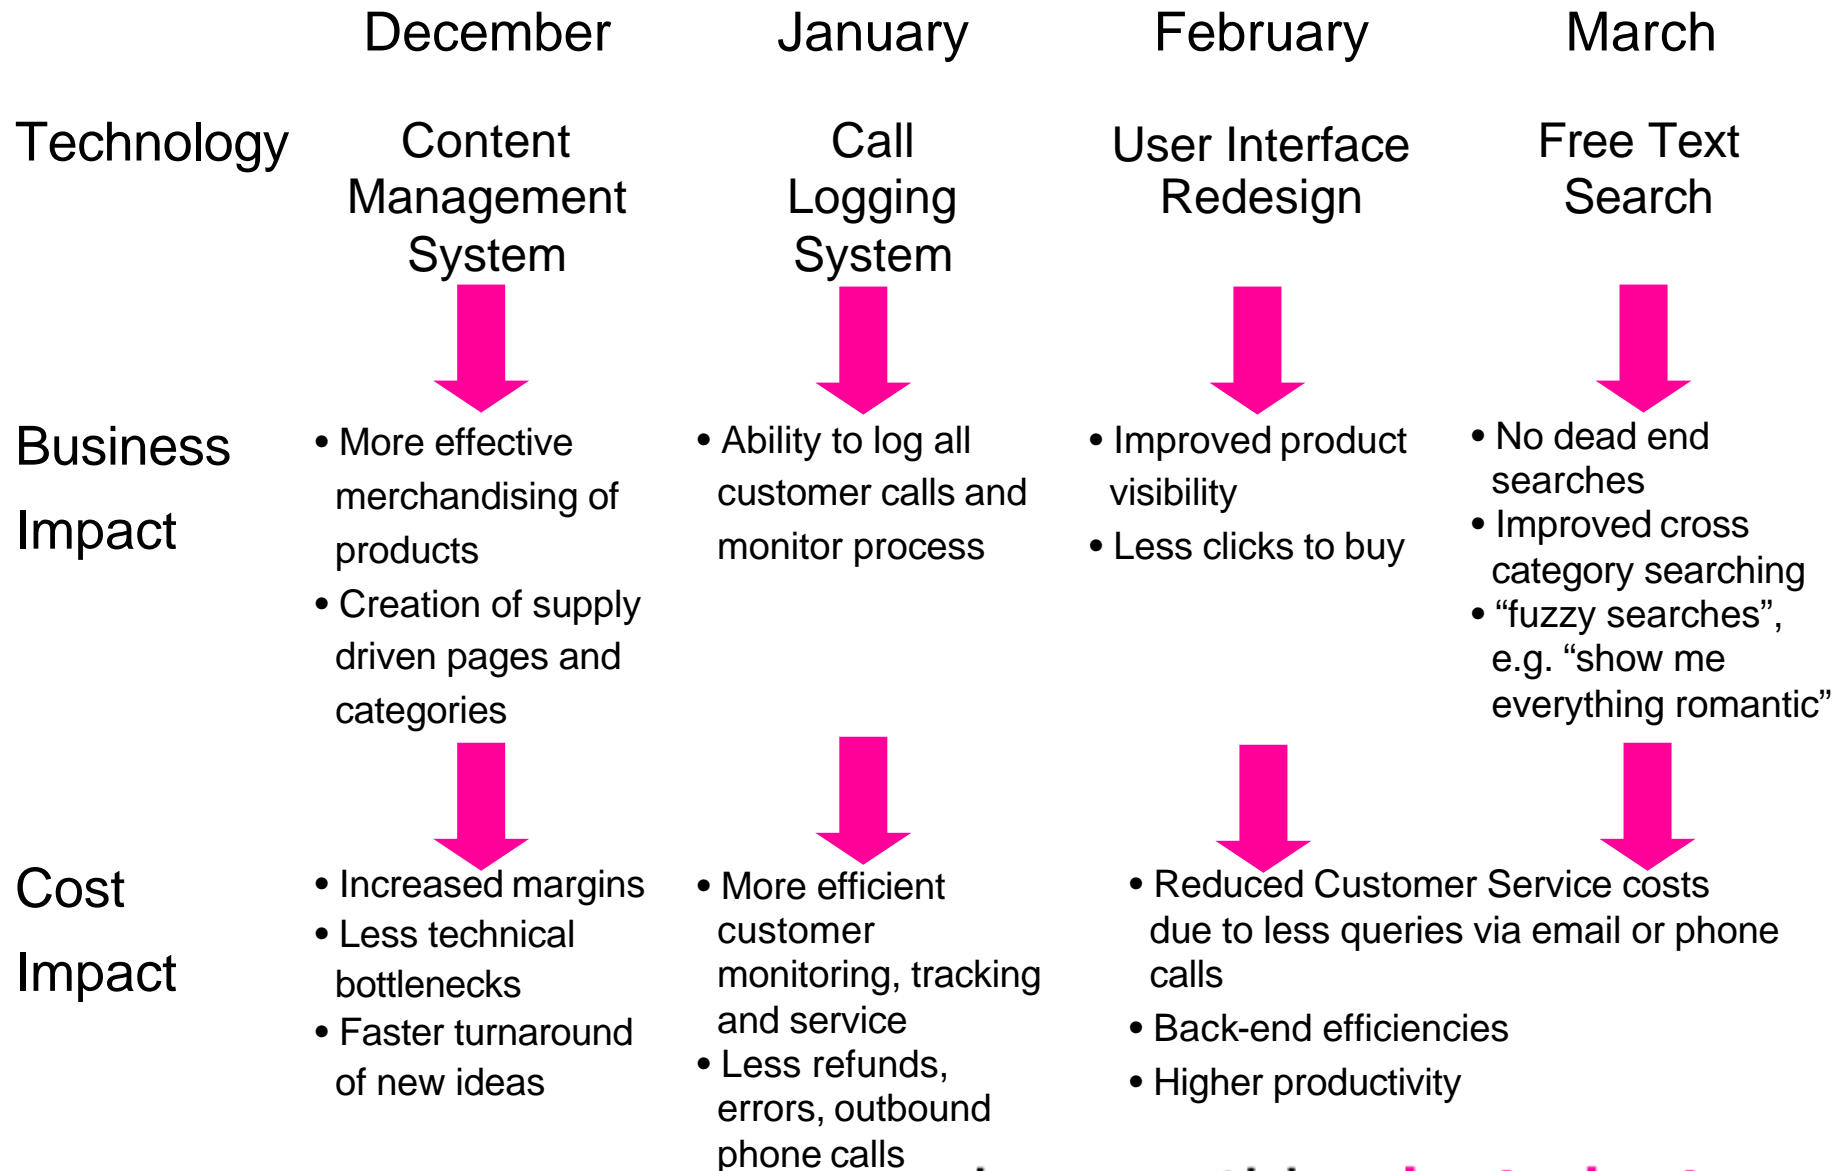 December January February March
Technology
Content
Management
System
Call
Logging
System
User Interface
Redesign
Free Text
Search
Business
Impact
• More effective
merchandising of
products
• Creation of supply
driven pages and
categories
• Ability to log all
customer calls and
monitor process
• Improved product
visibility
• Less clicks to buy
• No dead end
searches
• Improved cross
category searching
• “fuzzy searches”,
e.g. “show me
everything romantic”
Cost
Impact
• Increased margins
• Less technical
bottlenecks
• Faster turnaround
of new ideas
• More efficient
customer
monitoring, tracking
and service
• Less refunds,
errors, outbound
phone calls
• Reduced Customer Service costs
due to less queries via email or phone
calls
• Back-end efficiencies
• Higher productivity